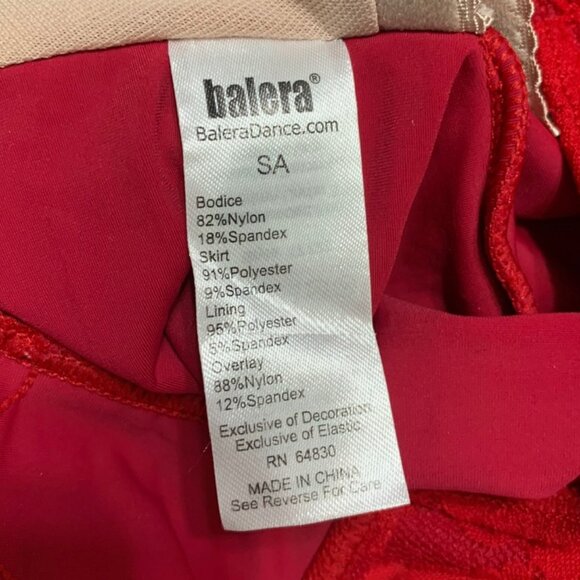 balera®
BaleraDance.com
SA
Bodice
82%Nylon
18%Spandex
Skirt
91%Polyester
9%Spandex
Lining
95%Polyester
5%Spandex
Overlay
88%Nylon
12%Spandex
Exclusive of Decoration
Exclusive of Elastic
RN 64830
MADE IN CHINA
See Reverse For Care